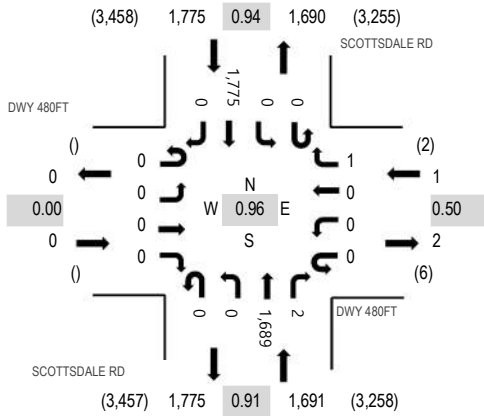 (3,458) 1,775 0.94 1,690 (3,255)
SCOTTSDALE RD
DWY 480FT
0 1,775 0 0
() 0 1 (2)
0 0 0 1
0.00 0 N 0 0.50
W 0.96 E
0 0 S 0 2
() (6)
0 0 1,689 2
DWY 480FT
SCOTTSDALE RD
(3,457) 1,775 0.91 1,691 (3,258)